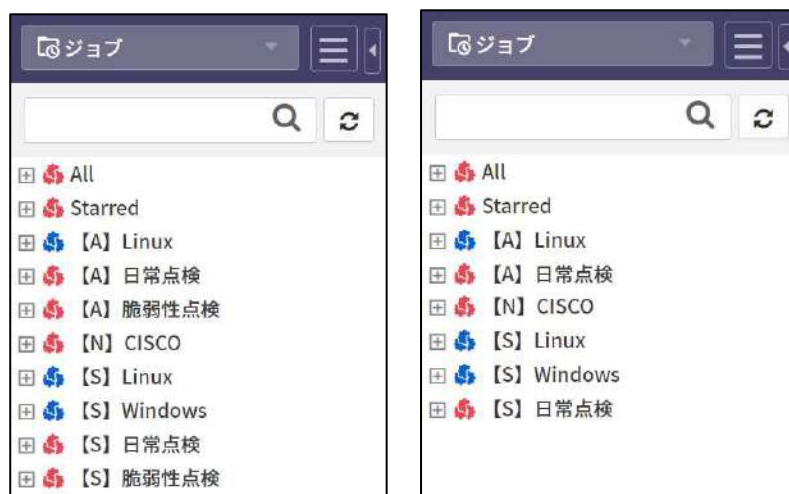 ジョブ
All
Starred
【A】Linux
【A】日常点検
【A】脆弱性点検
【N】CISCO
【S】Linux
【S】Windows
【S】日常点検
【S】脆弱性点検
ジョブ
All
Starred
【A】Linux
【A】日常点検
【N】CISCO
【S】Linux
【S】Windows
【S】日常点検